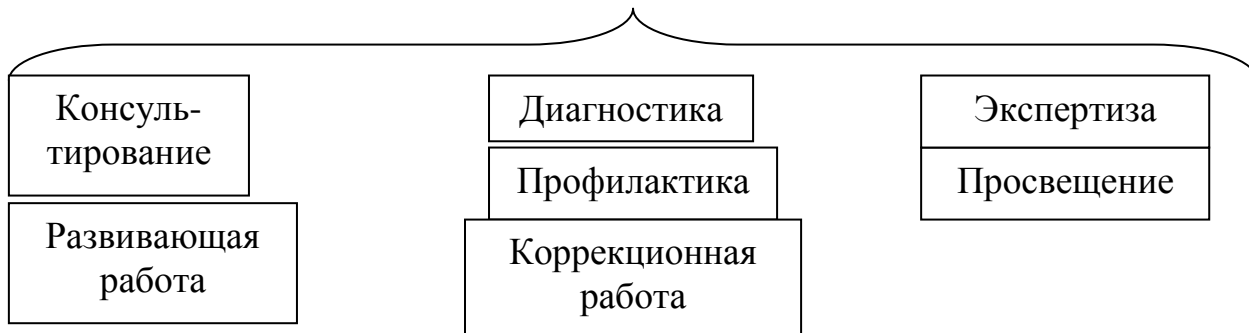 Консуль-
тирование
Развивающая
работа
Диагностика
Профилактика
Коррекционная
работа
Экспертиза
Просвещение